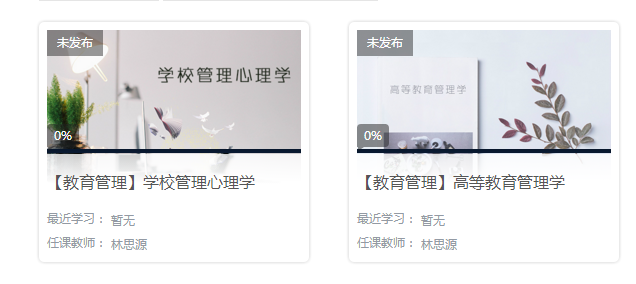 未发布
学校管理心理学
0%
【教育管理】学校管理心理学
最近学习： 暂无
任课教师： 林思源
未发布
高等教育管理学
0%
【教育管理】高等教育管理学
最近学习： 暂无
任课教师： 林思源